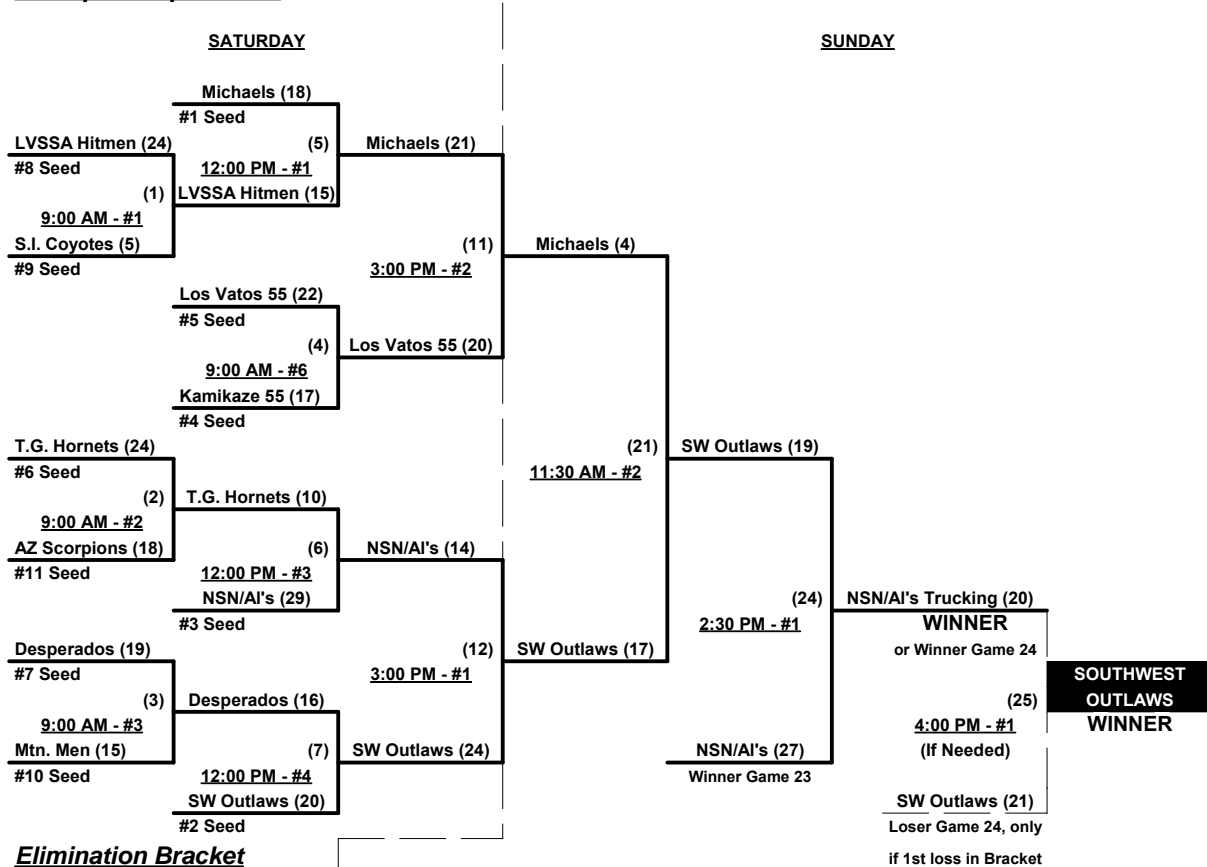 SATURDAY
SUNDAY
Michaels (18)
#1 Seed
LVSSA Hitmen (24)
(5)
Michaels (21)
#8 Seed
12:00 PM - #1
(1)
LVSSA Hitmen (15)
9:00 AM - #1
S.I. Coyotes (5)
(11)
Michaels (4)
#9 Seed
3:00 PM - #2
Los Vatos 55 (22)
#5 Seed
(4)
Los Vatos 55 (20)
9:00 AM - #6
Kamikaze 55 (17)
#4 Seed
T.G. Hornets (24)
(21)
SW Outlaws (19)
#6 Seed
11:30 AM - #2
(2)
T.G. Hornets (10)
9:00 AM - #2
AZ Scorpions (18)
(6)
NSN/Al's (14)
#11 Seed
12:00 PM - #3
NSN/Al's (29)
(24)
NSN/Al's Trucking (20)
#3 Seed
2:30 PM - #1
WINNER
Desperados (19)
(12)
SW Outlaws (17)
or Winner Game 24
#7 Seed
3:00 PM - #1
SOUTHWEST
(3)
Desperados (16)
(25)
OUTLAWS
9:00 AM - #3
4:00 PM - #1
WINNER
Mtn. Men (15)
(7)
SW Outlaws (24)
NSN/Al's (27)
(If Needed)
#10 Seed
12:00 PM - #4
Winner Game 23
SW Outlaws (20)
SW Outlaws (21)
#2 Seed
Loser Game 24, only
Elimination Bracket
if 1st loss in Bracket